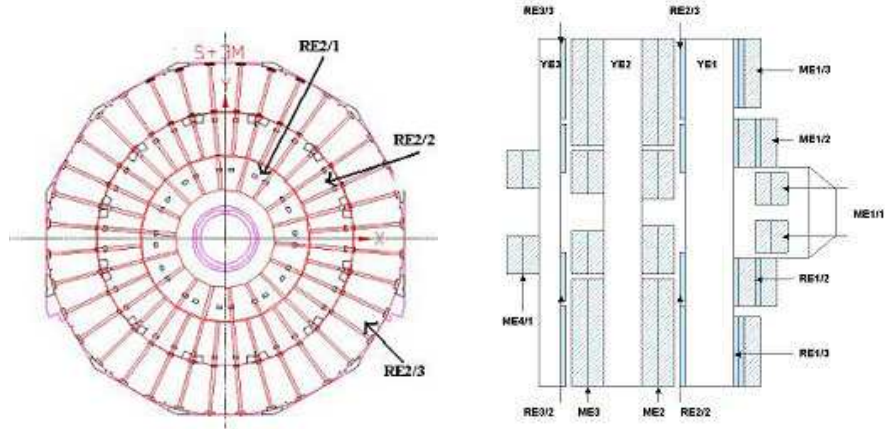 S+3M
RE2/1
Y
RE2/2
X
RE2/3
RE3/3
RE2/3
YE3
YE2
YE1
ME1/3
ME1/2
ME1/1
RE1/2
ME4/1
RE1/3
RE3/2
ME3
ME2
RE2/2